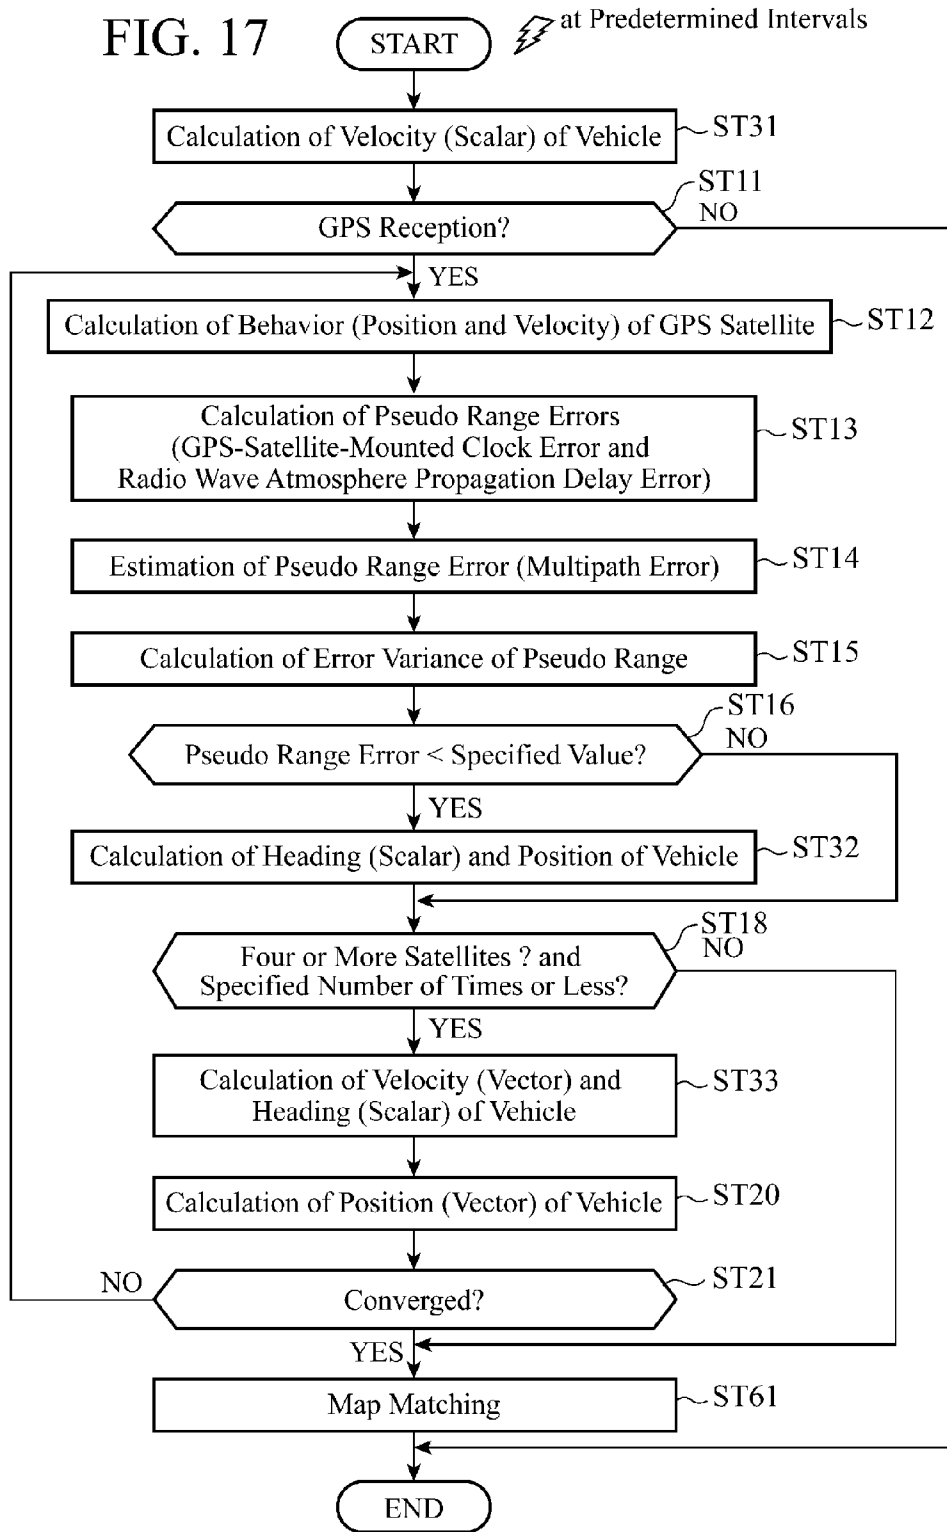 FIG. 17
START
at Predetermined Intervals
Calculation of Velocity (Scalar) of Vehicle
ST31
GPS Reception?
ST11
NO
YES
Calculation of Behavior (Position and Velocity) of GPS Satellite
ST12
Calculation of Pseudo Range Errors
(GPS-Satellite-Mounted Clock Error and
Radio Wave Atmosphere Propagation Delay Error)
ST13
Estimation of Pseudo Range Error (Multipath Error)
ST14
Calculation of Error Variance of Pseudo Range
ST15
Pseudo Range Error < Specified Value?
ST16
NO
YES
Calculation of Heading (Scalar) and Position of Vehicle
ST32
Four or More Satellites ? and
Specified Number of Times or Less?
ST18
NO
YES
Calculation of Velocity (Vector) and
Heading (Scalar) of Vehicle
ST33
Calculation of Position (Vector) of Vehicle
ST20
NO
Converged?
ST21
YES
Map Matching
ST61
END